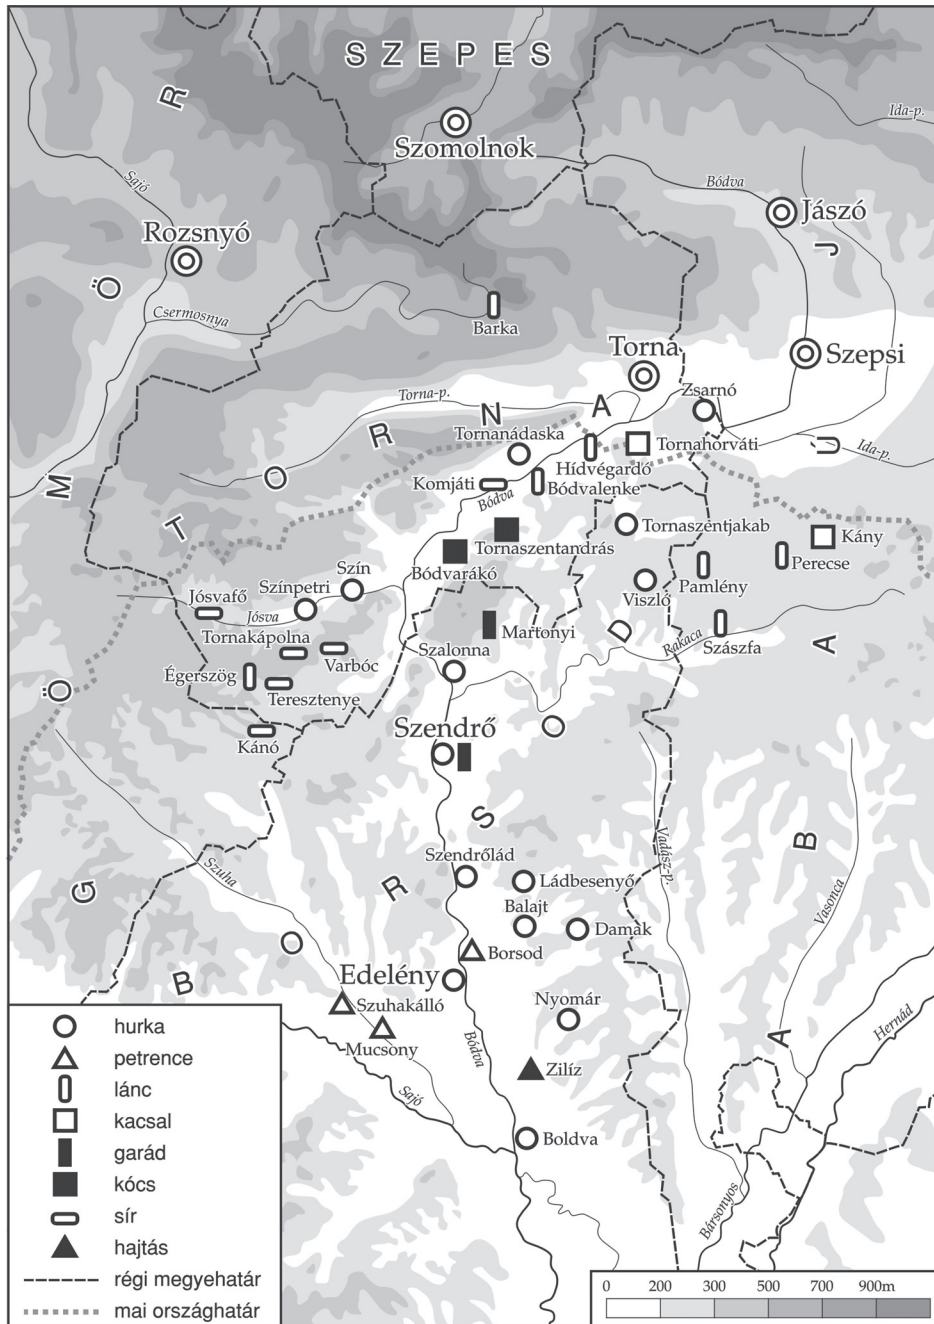 SZEPES
Szomolnok
Ida-p.
Sajó
Bódva
Jászó
Rozsnyó
Csermosnya
Barka
Torna
Szepsi
Zsarnó
Torna-p.
Tornanádaska
Tornahorváti
Hídvégardó
Ida-p.
Komjáti
Bódvalenke
Bódva
Tornaszentjakab
Kány
Tornaszentandrás
Bódvarákó
Perecse
Szín
Színpetri
Pamlény
Jósvafő
Viszló
Jósva
Martonyi
Szászfa
Tornakápolna
Rakaca
Varbóc
Szalonna
Égerszög
Teresztenye
Kánó
Szendrő
Vadász-p.
Szuha
Szendrőlád
Ládbesenyő
Vasonca
Balajt
Damak
Borsod
Edelény
Szuhakálló
Nyomár
Hernád
Mucsony
Bódva
Zilíz
Sajó
Boldva
Bársonyos
GÖMÖR
TORNA
ABAUJ
BORSOD
hurka
petrence
lánc
kacsal
garád
kócs
sír
hajtás
régi megyehatár
mai országhatár
0 200 300 500 700 900m